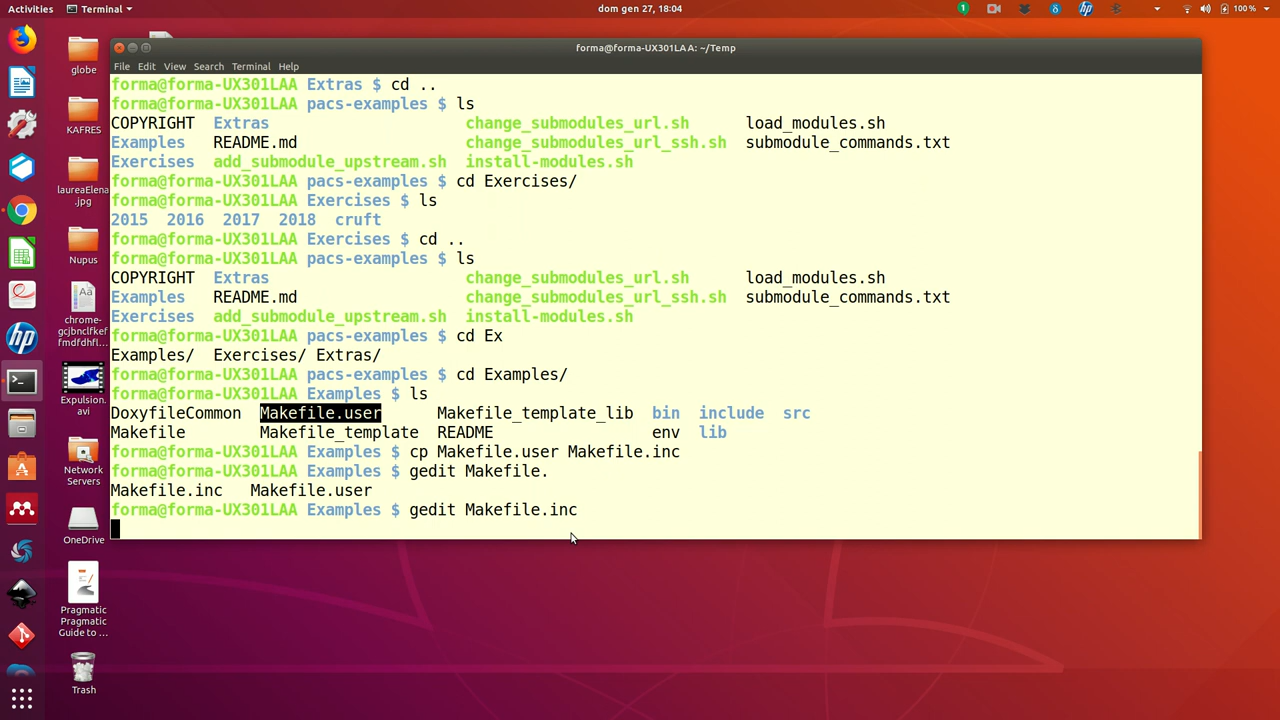 Activities Terminal dom gen 27, 18:04 1 100 %
forma@forma-UX301LAA: ~/Temp
File Edit View Search Terminal Help
forma@forma-UX301LAA Extras $ cd ..
forma@forma-UX301LAA pacs-examples $ ls
COPYRIGHT Extras change_submodules_url.sh load_modules.sh
Examples README.md change_submodules_url_ssh.sh submodule_commands.txt
Exercises add_submodule_upstream.sh install-modules.sh
forma@forma-UX301LAA pacs-examples $ cd Exercises/
forma@forma-UX301LAA Exercises $ ls
2015 2016 2017 2018 cruft
forma@forma-UX301LAA Exercises $ cd ..
forma@forma-UX301LAA pacs-examples $ ls
COPYRIGHT Extras change_submodules_url.sh load_modules.sh
Examples README.md change_submodules_url_ssh.sh submodule_commands.txt
Exercises add_submodule_upstream.sh install-modules.sh
forma@forma-UX301LAA pacs-examples $ cd Ex
Examples/ Exercises/ Extras/
forma@forma-UX301LAA pacs-examples $ cd Examples/
forma@forma-UX301LAA Examples $ ls
DoxyfileCommon Makefile.user Makefile_template_lib bin include src
Makefile Makefile_template README env lib
forma@forma-UX301LAA Examples $ cp Makefile.user Makefile.inc
forma@forma-UX301LAA Examples $ gedit Makefile.
Makefile.inc Makefile.user
forma@forma-UX301LAA Examples $ gedit Makefile.inc
globe
KAFRES
laureaElena
.jpg
Nupus
chrome-
gcjbnclfkef
fmdfdhfl...
Expulsion.
avi
Network
Servers
OneDrive
Pragmatic
Pragmatic
Guide to ...
Trash